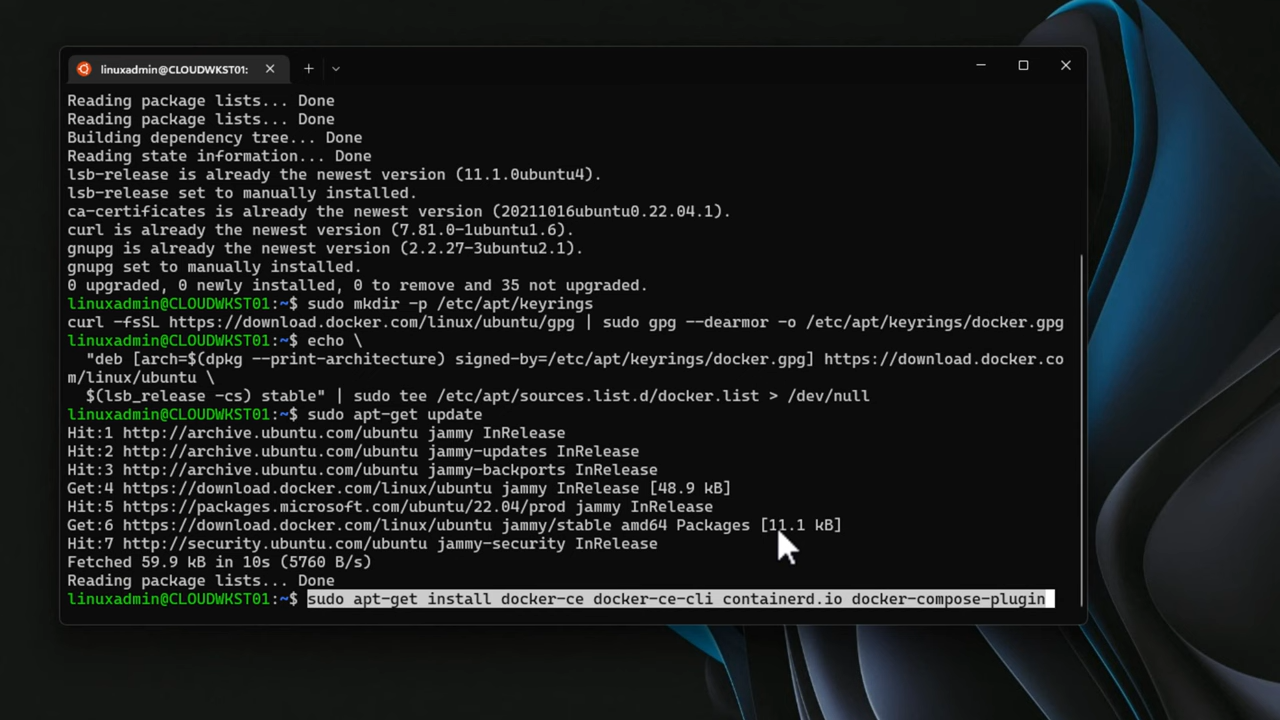 linuxadmin@CLOUDWKST01:
Reading package lists... Done
Reading package lists... Done
Building dependency tree... Done
Reading state information... Done
lsb-release is already the newest version (11.1.0ubuntu4).
lsb-release set to manually installed.
ca-certificates is already the newest version (20211016ubuntu0.22.04.1).
curl is already the newest version (7.81.0-1ubuntu1.6).
gnupg is already the newest version (2.2.27-3ubuntu2.1).
gnupg set to manually installed.
0 upgraded, 0 newly installed, 0 to remove and 35 not upgraded.
linuxadmin@CLOUDWKST01:~$ sudo mkdir -p /etc/apt/keyrings
curl -fsSL https://download.docker.com/linux/ubuntu/gpg | sudo gpg --dearmor -o /etc/apt/keyrings/docker.gpg
linuxadmin@CLOUDWKST01:~$ echo \
  "deb [arch=$(dpkg --print-architecture) signed-by=/etc/apt/keyrings/docker.gpg] https://download.docker.co
m/linux/ubuntu \
  $(lsb_release -cs) stable" | sudo tee /etc/apt/sources.list.d/docker.list > /dev/null
linuxadmin@CLOUDWKST01:~$ sudo apt-get update
Hit:1 http://archive.ubuntu.com/ubuntu jammy InRelease
Hit:2 http://archive.ubuntu.com/ubuntu jammy-updates InRelease
Hit:3 http://archive.ubuntu.com/ubuntu jammy-backports InRelease
Get:4 https://download.docker.com/linux/ubuntu jammy InRelease [48.9 kB]
Hit:5 https://packages.microsoft.com/ubuntu/22.04/prod jammy InRelease
Get:6 https://download.docker.com/linux/ubuntu jammy/stable amd64 Packages [11.1 kB]
Hit:7 http://security.ubuntu.com/ubuntu jammy-security InRelease
Fetched 59.9 kB in 10s (5760 B/s)
Reading package lists... Done
linuxadmin@CLOUDWKST01:~$ sudo apt-get install docker-ce docker-ce-cli containerd.io docker-compose-plugin